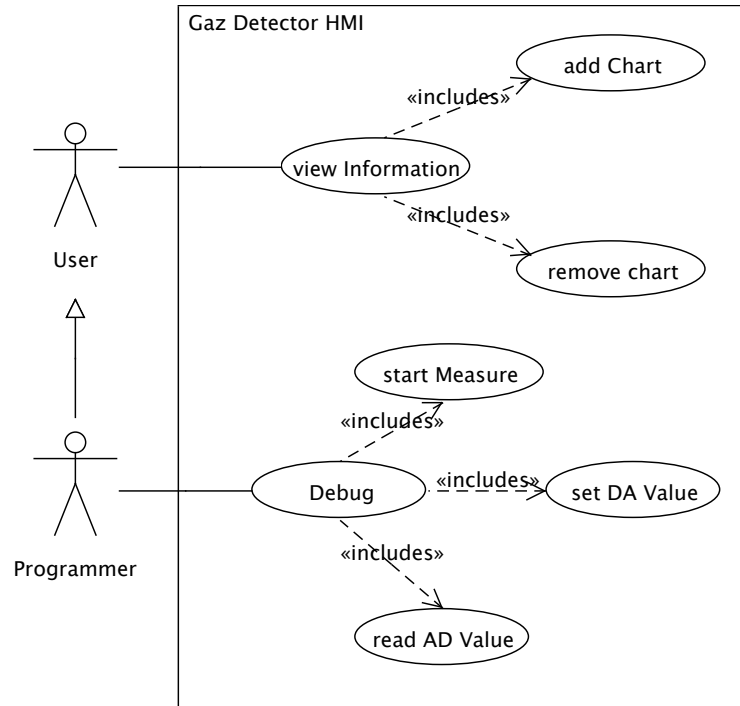 Gaz Detector HMI
add Chart
«includes»
view Information
User
«includes»
remove chart
start Measure
«includes»
Debug
«includes»
set DA Value
Programmer
«includes»
read AD Value